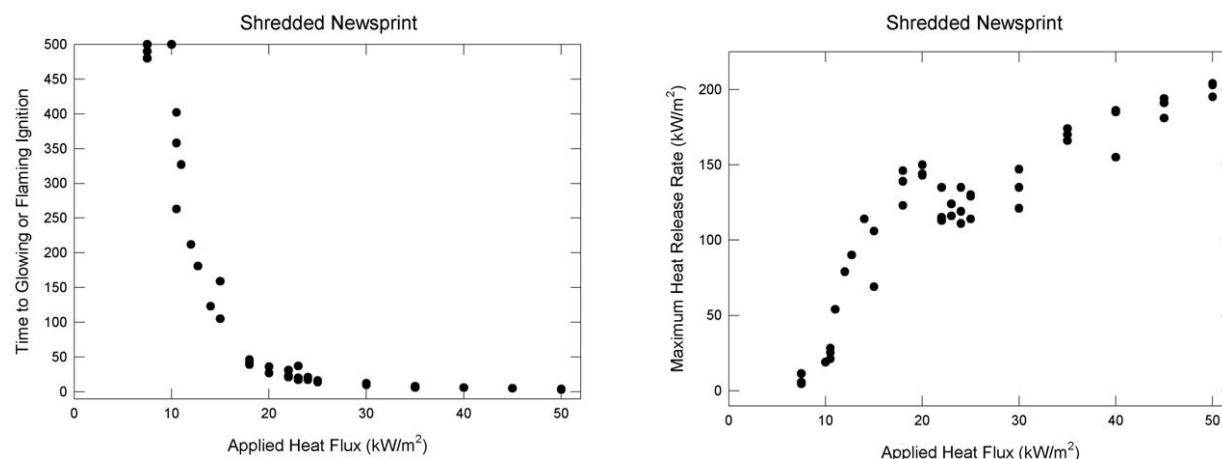 Shredded Newsprint
Time to Glowing or Flaming Ignition
500
450
400
350
300
250
200
150
100
50
0
0 10 20 30 40 50
Applied Heat Flux (kW/m²)
Shredded Newsprint
Maximum Heat Release Rate (kW/m²)
200
150
100
50
0
0 10 20 30 40 50
Applied Heat Flux (kW/m²)